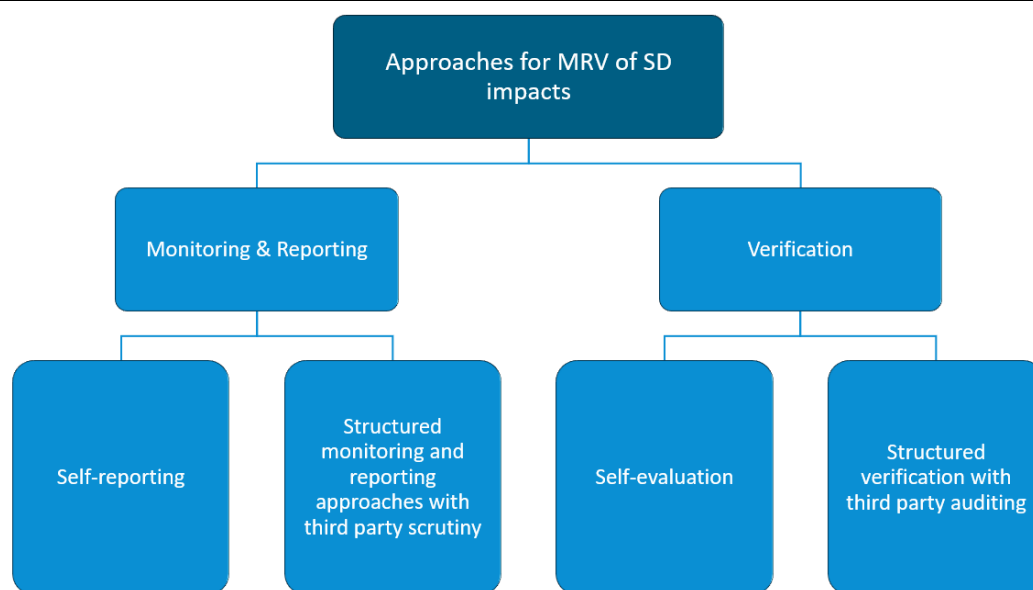 Approaches for MRV of SD
impacts
Monitoring & Reporting
Verification
Self-reporting
Structured
monitoring and
reporting
approaches with
third party scrutiny
Self-evaluation
Structured
verification with
third party auditing